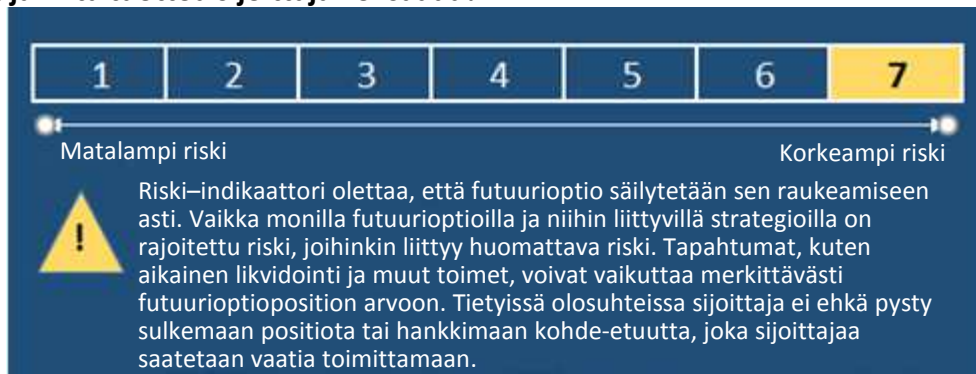 1 2 3 4 5 6 7
Matalampi riski Korkeampi riski
Riski–indikaattori olettaa, että futuurioptio säilytetään sen raukeamiseen
asti. Vaikka monilla futuurioptioilla ja niihin liittyvillä strategioilla on
rajoitettu riski, joihinkin liittyy huomattava riski. Tapahtumat, kuten
aikainen likvidointi ja muut toimet, voivat vaikuttaa merkittävästi
futuurioptioposition arvoon. Tietyissä olosuhteissa sijoittaja ei ehkä pysty
sulkemaan positiota tai hankkimaan kohde-etuutta, joka sijoittajaa
saatetaan vaatia toimittamaan.